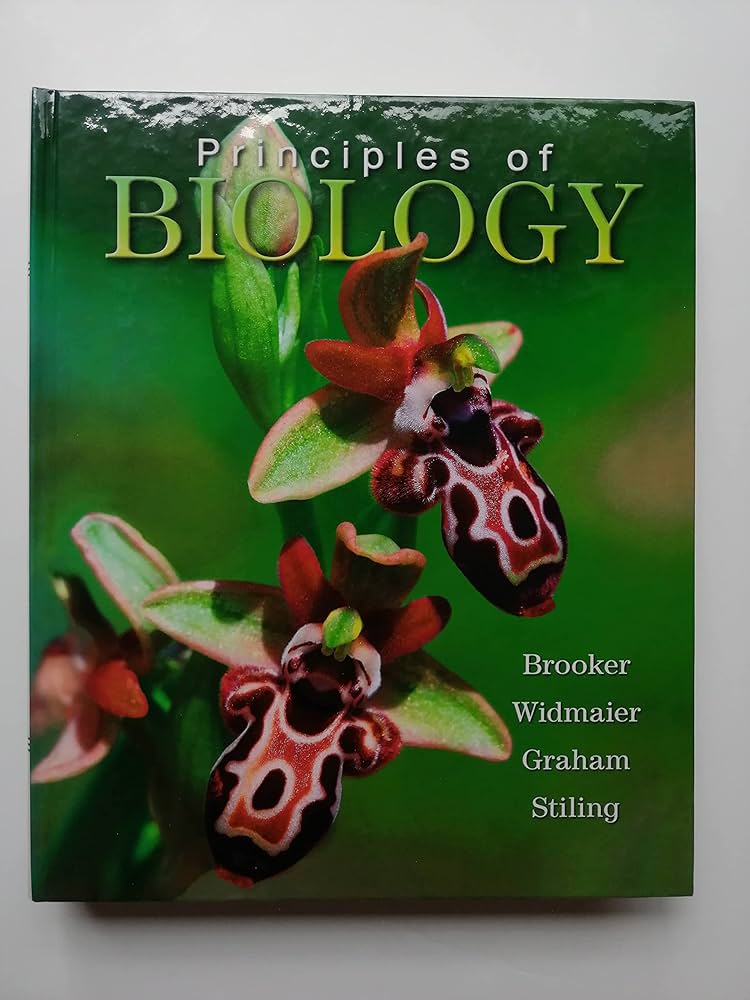 Principles of
BIOLOGY
Brooker
Widmaier
Graham
Stiling